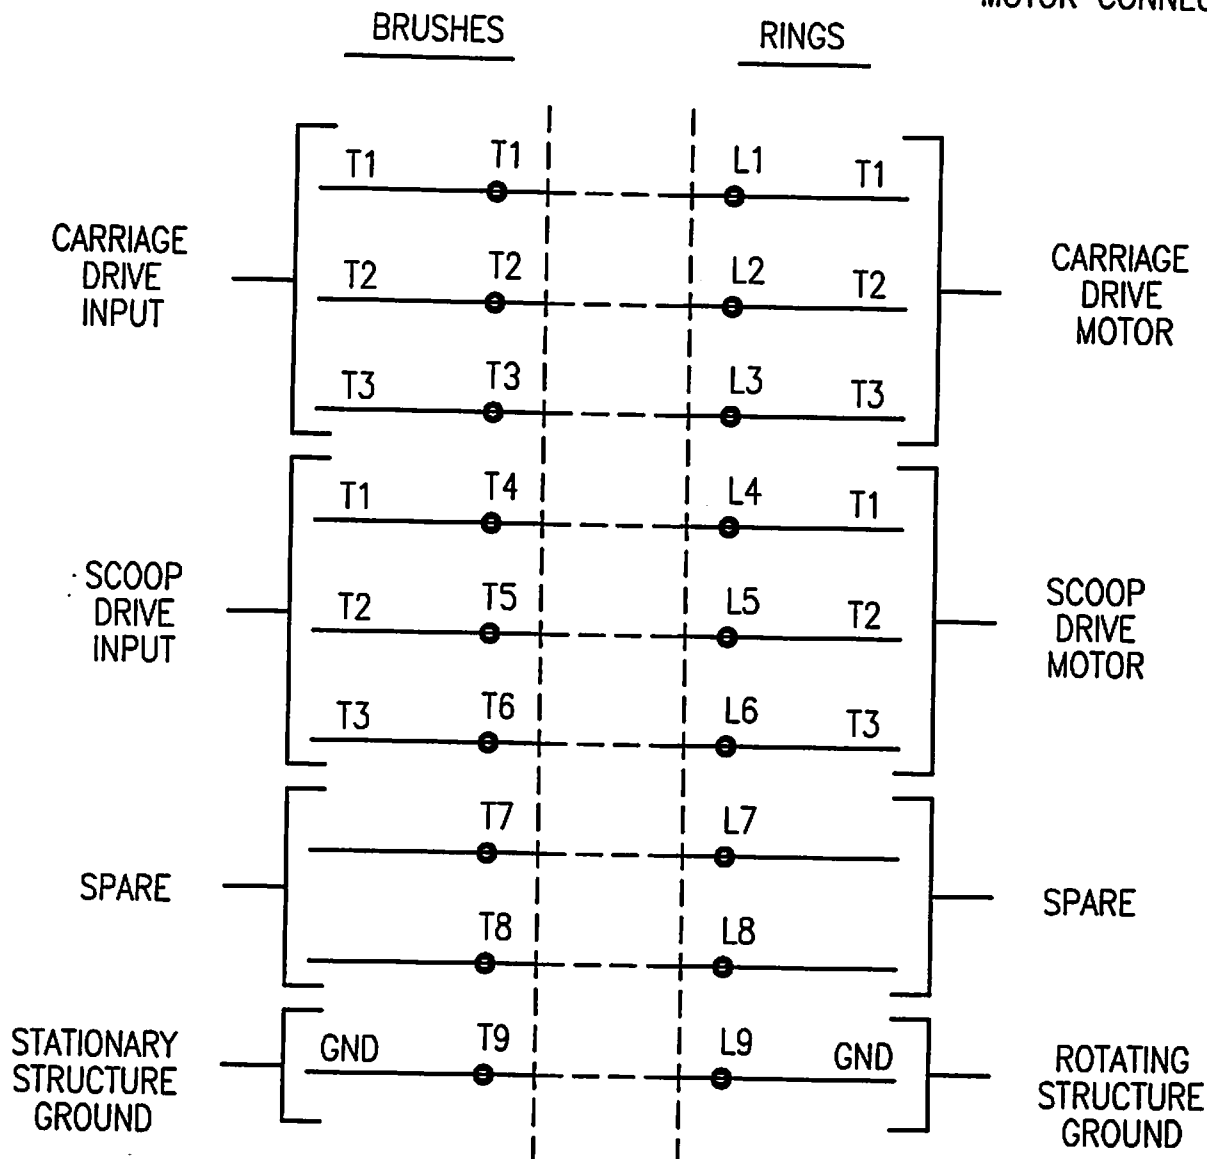 MOTOR
BRUSHES
RINGS
CARRIAGE
DRIVE
INPUT
T1 T1 L1 T1
T2 T2 L2 T2
T3 T3 L3 T3
CARRIAGE
DRIVE
MOTOR
SCOOP
DRIVE
INPUT
T1 T4 L4 T1
T2 T5 L5 T2
T3 T6 L6 T3
SCOOP
DRIVE
MOTOR
SPARE
T7 L7
T8 L8
SPARE
STATIONARY
STRUCTURE
GROUND
GND T9 L9 GND
ROTATING
STRUCTURE
GROUND